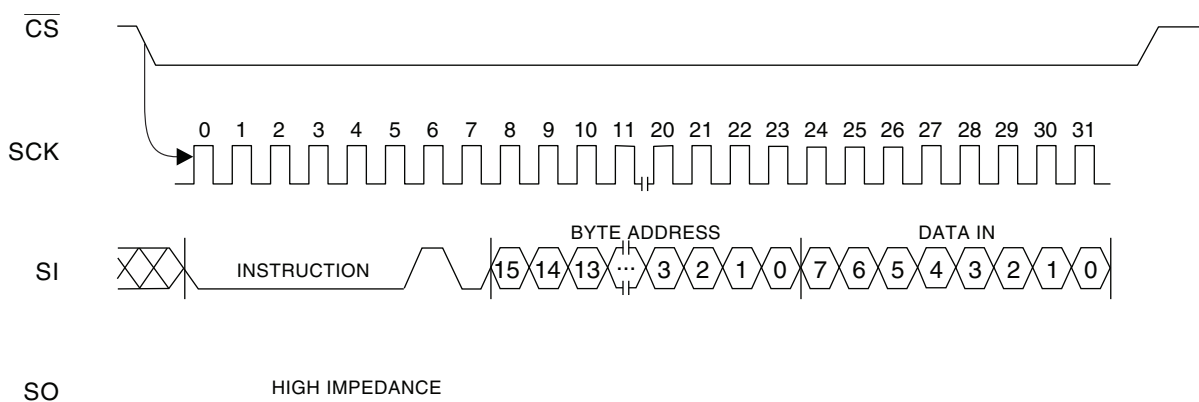 CS
0 1 2 3 4 5 6 7 8 9 10 11 20 21 22 23 24 25 26 27 28 29 30 31
SCK
BYTE ADDRESS DATA IN
SI INSTRUCTION 15 14 13 ... 3 2 1 0 7 6 5 4 3 2 1 0
SO HIGH IMPEDANCE